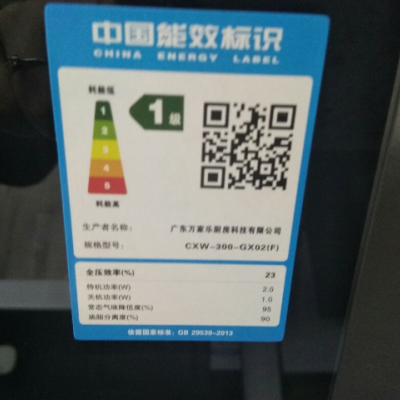 中国能效标识
CHINA ENERGY LABEL
耗能低
1
2
3
4
5
耗能高
1级
生产者名称: 广东万家乐厨房科技有限公司
规格型号: CXW-300-GX02(F)
全压效率(%) 23
待机功率(W) 2.0
关机功率(W) 1.0
常态气味降低度(%) 95
油脂分离度(%) 90
依据国家标准: GB 29539-2013